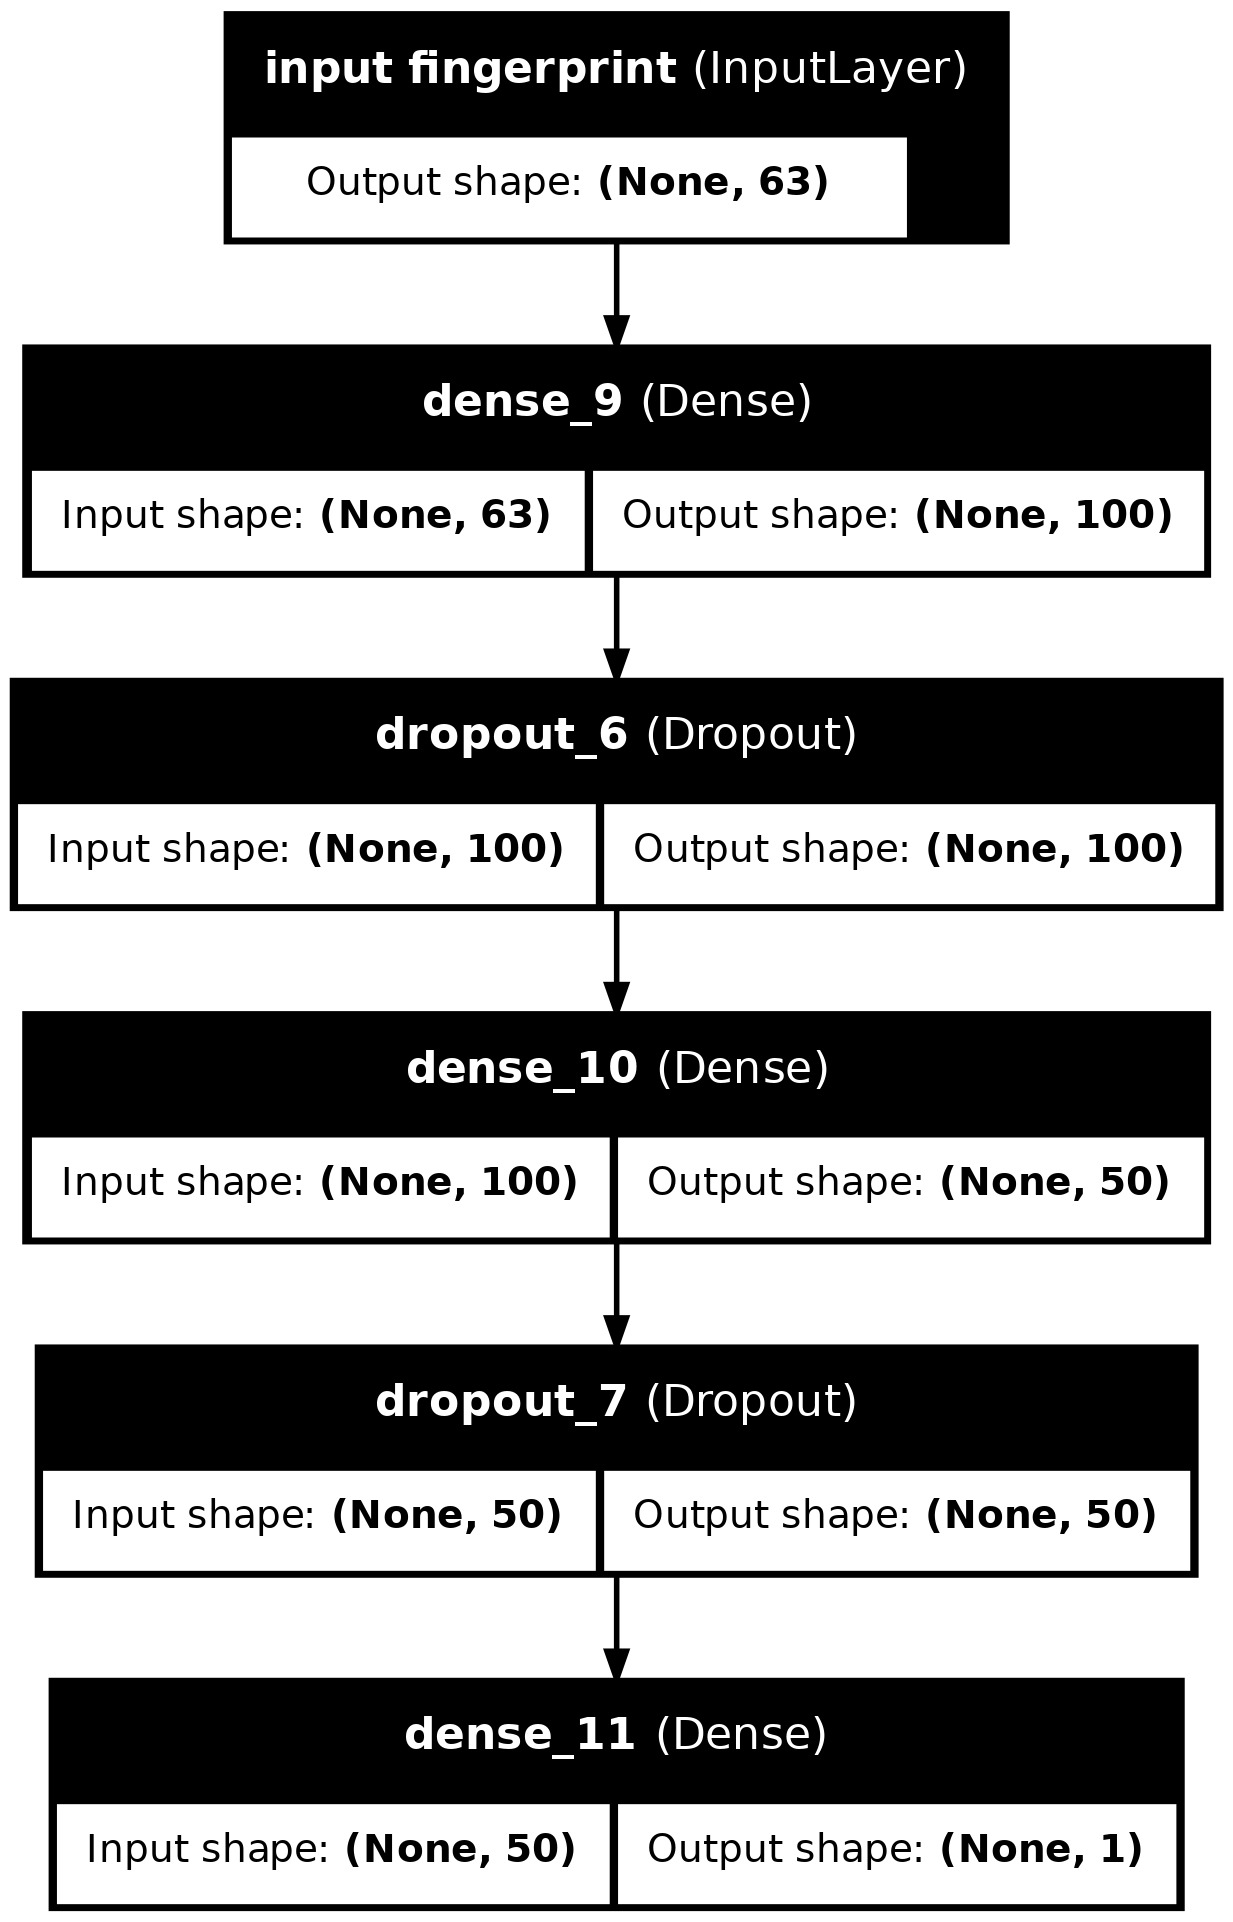 input fingerprint (InputLayer)
Output shape: (None, 63)
dense_9 (Dense)
Input shape: (None, 63) Output shape: (None, 100)
dropout_6 (Dropout)
Input shape: (None, 100) Output shape: (None, 100)
dense_10 (Dense)
Input shape: (None, 100) Output shape: (None, 50)
dropout_7 (Dropout)
Input shape: (None, 50) Output shape: (None, 50)
dense_11 (Dense)
Input shape: (None, 50) Output shape: (None, 1)